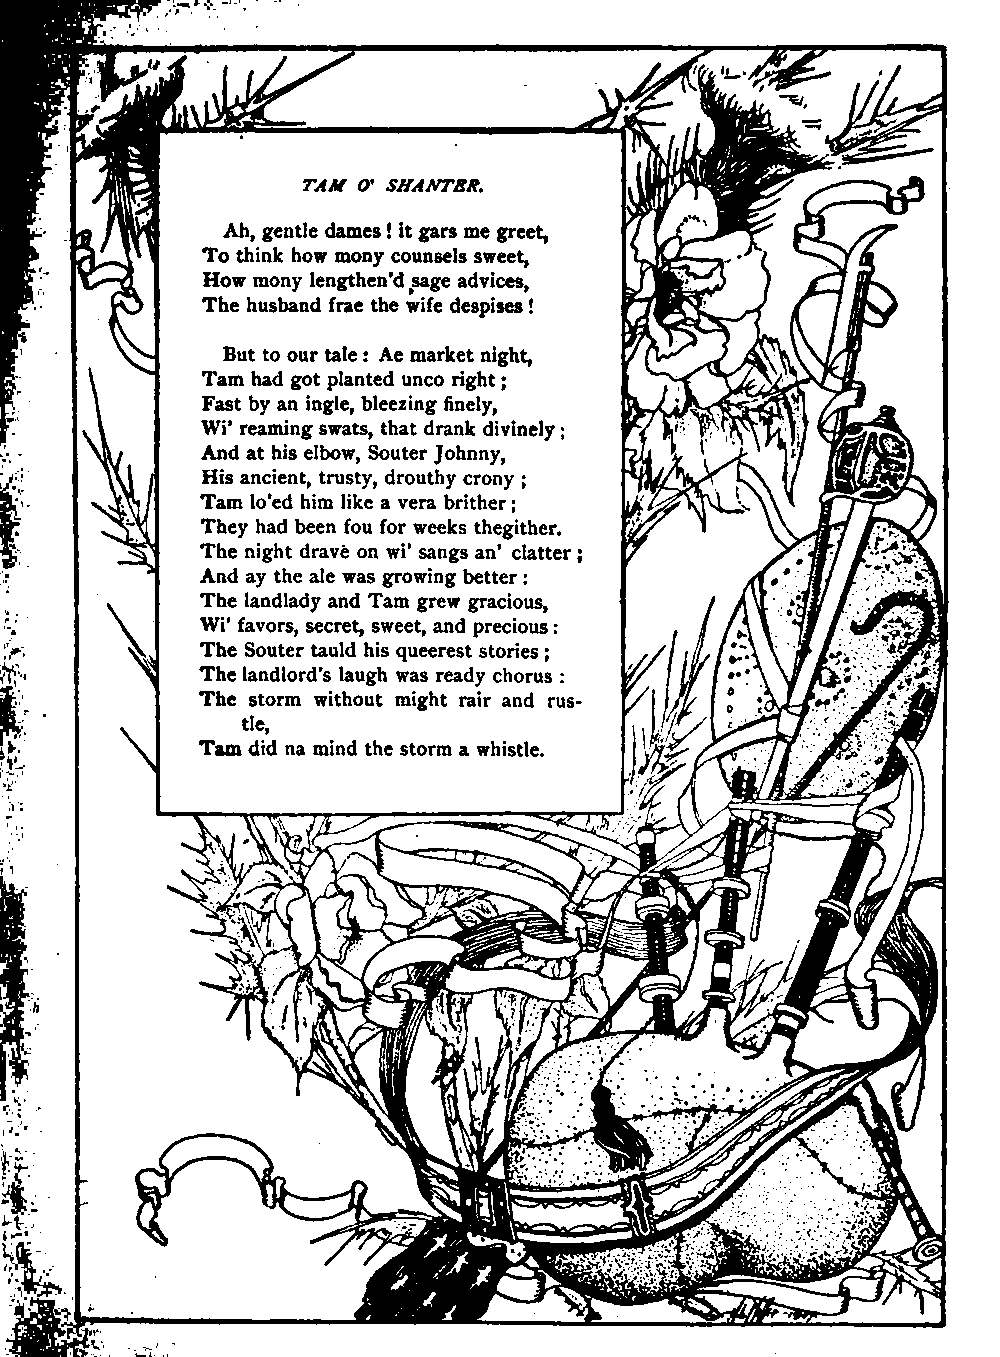 TAM O' SHANTER.
Ah, gentle dames! it gars me greet,
To think how mony counsels sweet,
How mony lengthen'd sage advices,
The husband frae the wife despises!
But to our tale: Ae market night,
Tam had got planted unco right;
Fast by an ingle, bleezing finely,
Wi' reaming swats, that drank divinely;
And at his elbow, Souter Johnny,
His ancient, trusty, drouthy crony;
Tam lo'ed him like a vera brither;
They had been fou for weeks thegither.
The night dravè on wi' sangs an' clatter;
And ay the ale was growing better:
The landlady and Tam grew gracious,
Wi' favors, secret, sweet, and precious:
The Souter tauld his queerest stories;
The landlord's laugh was ready chorus:
The storm without might rair and rus-
tle,
Tam did na mind the storm a whistle.